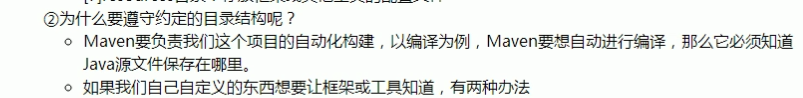 ②为什么要遵守约定的目录结构呢？
Maven要负责我们这个项目的自动化构建，以编译为例，Maven要想自动进行编译，那么它必须知道
Java源文件保存在哪里。
如果我们自己自定义的东西想要让框架或工具知道，有两种办法